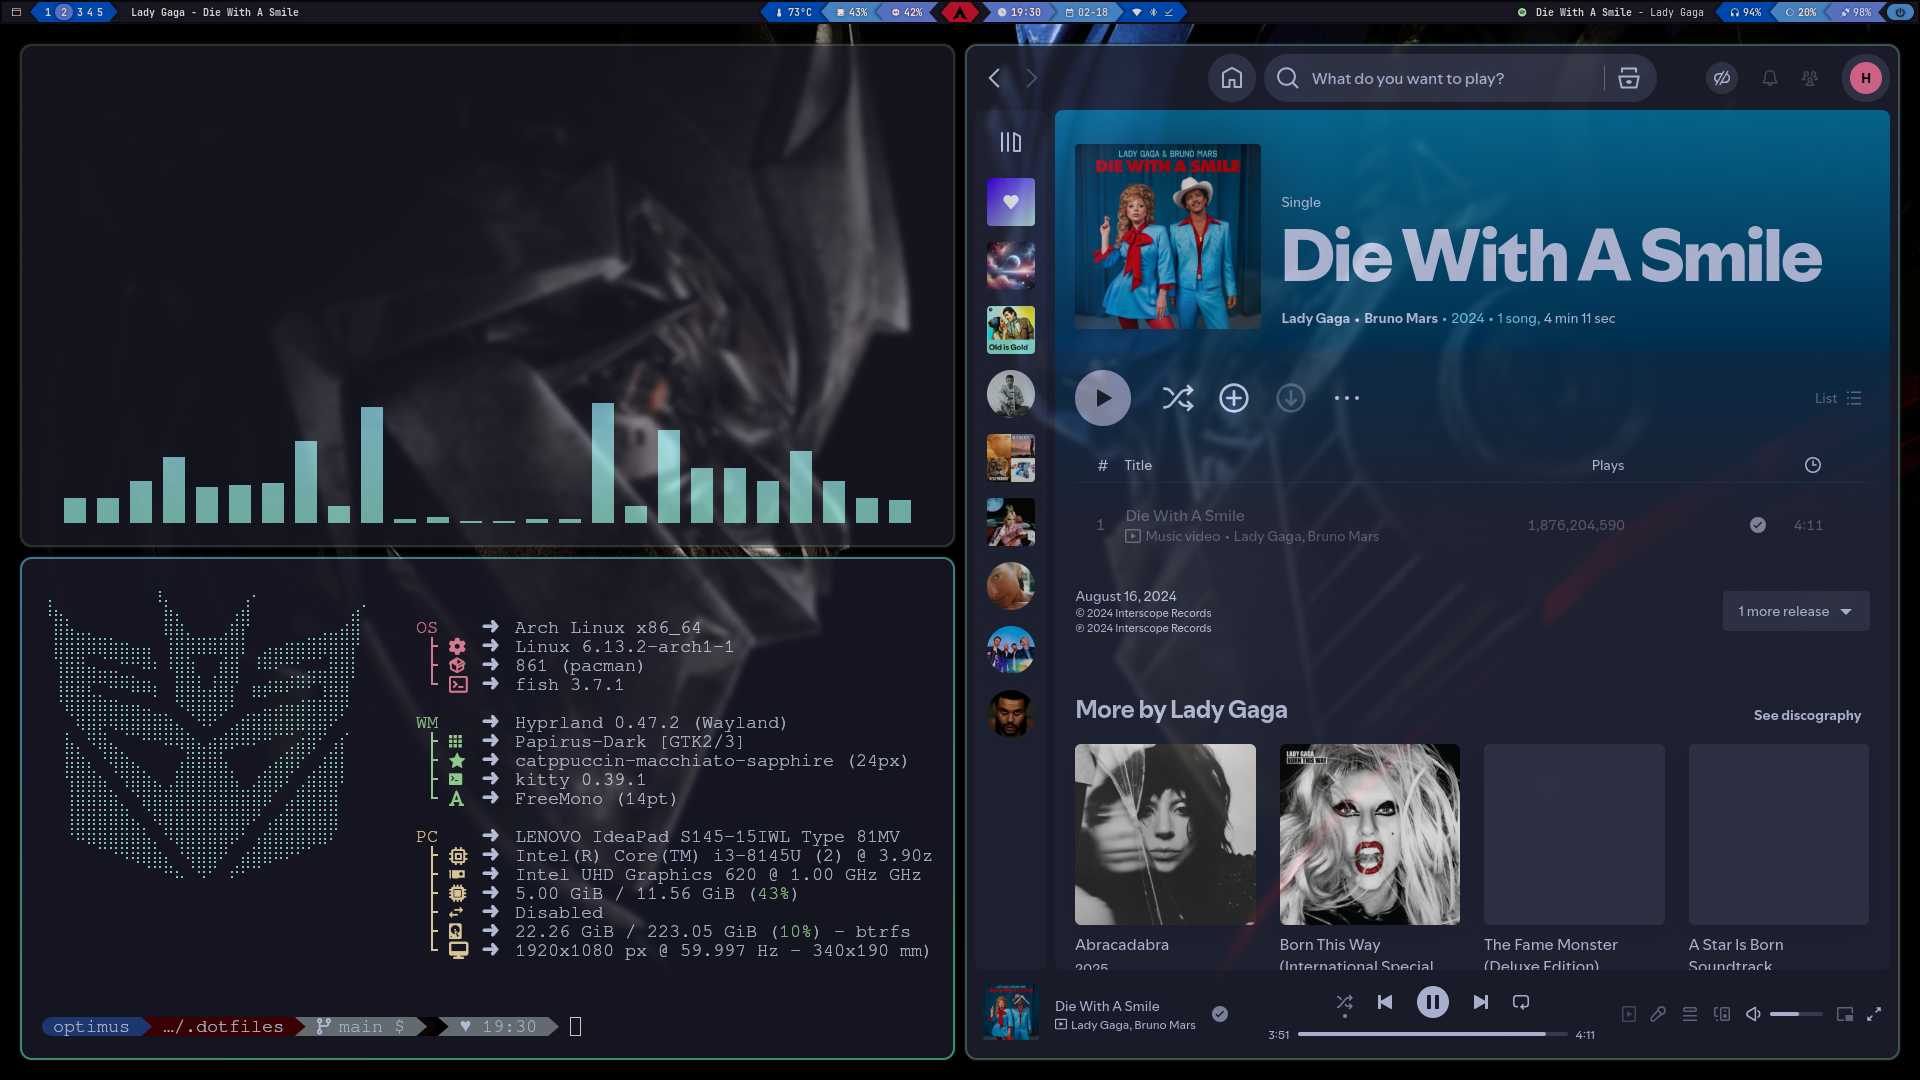 1 2 3 4 5
Lady Gaga - Die With A Smile
73°C
43%
42%
19:30
02-18
Die With A Smile - Lady Gaga
94%
20%
98%
What do you want to play?
H
LADY GAGA & BRUNO MARS
DIE WITH A SMILE
Single
Die With A Smile
Lady Gaga • Bruno Mars • 2024 • 1 song, 4 min 11 sec
Old is Gold
List
# Title Plays
1 Die With A Smile 1,876,204,590 4:11
Music video • Lady Gaga, Bruno Mars
August 16, 2024
© 2024 Interscope Records
℗ 2024 Interscope Records
1 more release
More by Lady Gaga
See discography
LADY GAGA
BORN THIS WAY
Abracadabra
2025
Born This Way
(International Special
The Fame Monster
(Deluxe Edition)
A Star Is Born
Soundtrack
Die With A Smile
Lady Gaga, Bruno Mars
3:51
4:11
OS ➜ Arch Linux x86_64
➜ Linux 6.13.2-arch1-1
➜ 861 (pacman)
➜ fish 3.7.1
WM ➜ Hyprland 0.47.2 (Wayland)
➜ Papirus-Dark [GTK2/3]
➜ catppuccin-macchiato-sapphire (24px)
➜ kitty 0.39.1
➜ FreeMono (14pt)
PC ➜ LENOVO IdeaPad S145-15IWL Type 81MV
➜ Intel(R) Core(TM) i3-8145U (2) @ 3.90z
➜ Intel UHD Graphics 620 @ 1.00 GHz GHz
➜ 5.00 GiB / 11.56 GiB (43%)
➜ Disabled
➜ 22.26 GiB / 223.05 GiB (10%) - btrfs
➜ 1920x1080 px @ 59.997 Hz - 340x190 mm)
optimus …/.dotfiles main $ ♥ 19:30